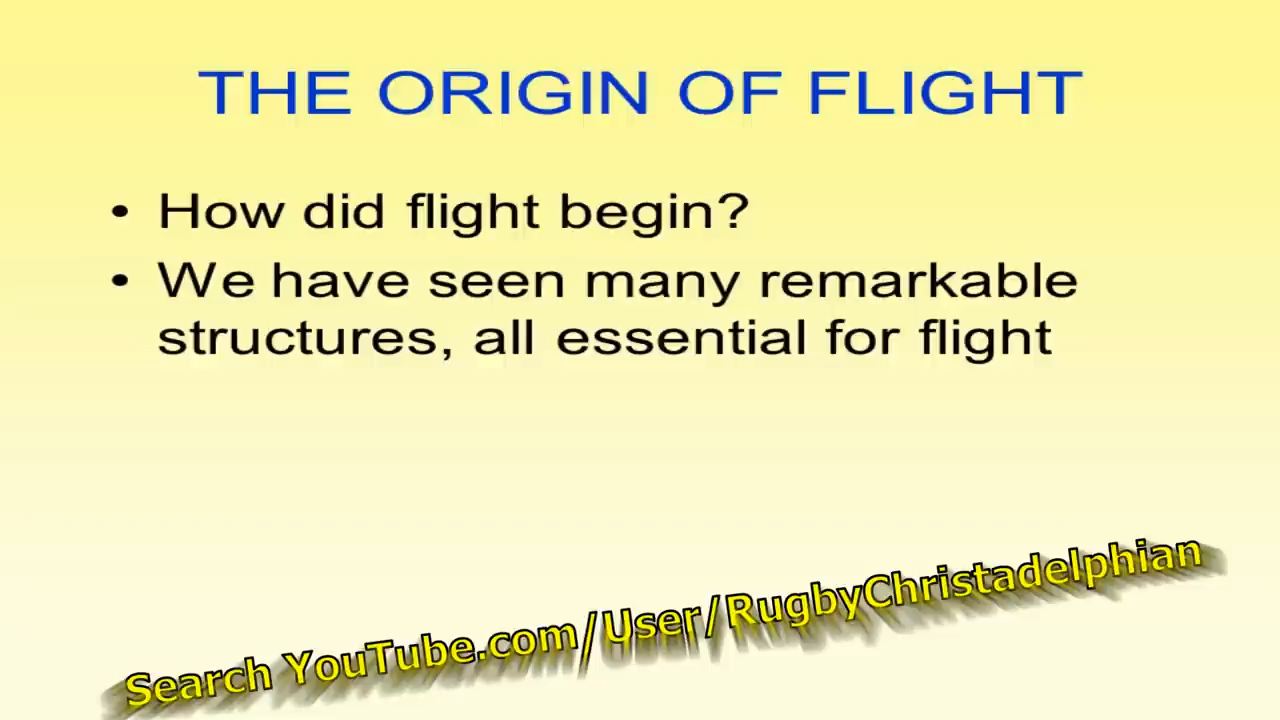 THE ORIGIN OF FLIGHT
• How did flight begin?
• We have seen many remarkable
structures, all essential for flight
Search YouTube.com/User/RugbyChristadelphian